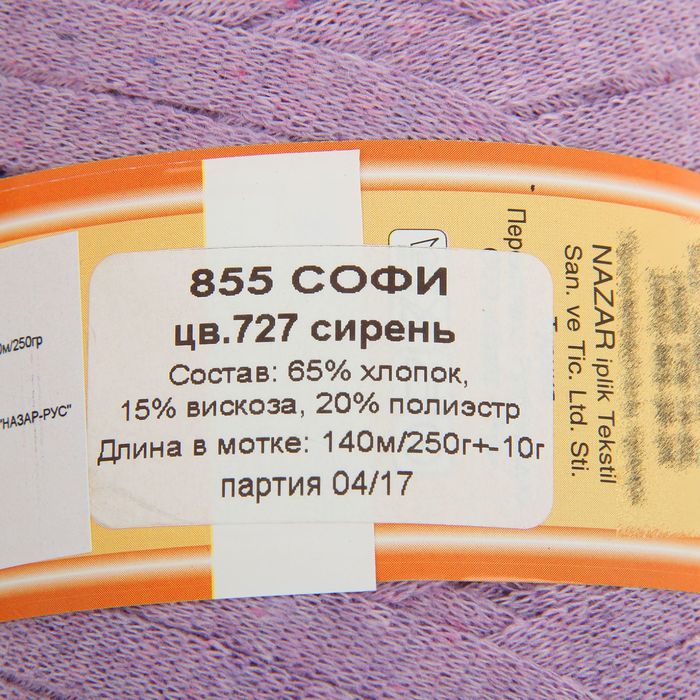 855 СОФИ
цв.727 сирень
Состав: 65% хлопок,
15% вискоза, 20% полиэстр
Длина в мотке: 140м/250г+-10г
партия 04/17
м/250гр
"НАЗАР-РУС"
NAZAR iplik Tekstil
San. ve Tic. Ltd. Sti.